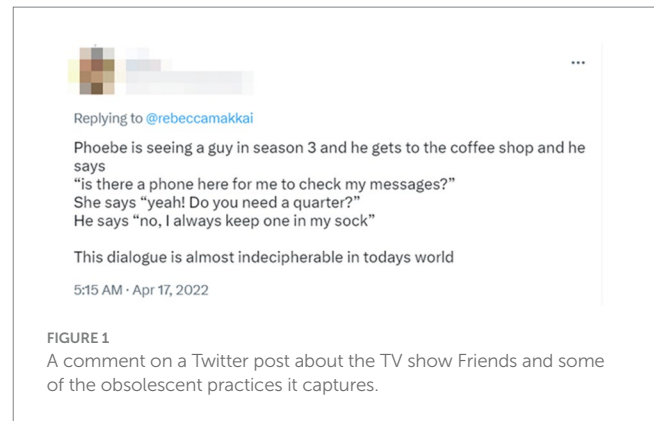 ...
Replying to @rebeccamakkai
Phoebe is seeing a guy in season 3 and he gets to the coffee shop and he
says
“is there a phone here for me to check my messages?”
She says “yeah! Do you need a quarter?”
He says “no, I always keep one in my sock”
This dialogue is almost indecipherable in todays world
5:15 AM · Apr 17, 2022
FIGURE 1
A comment on a Twitter post about the TV show Friends and some
of the obsolescent practices it captures.